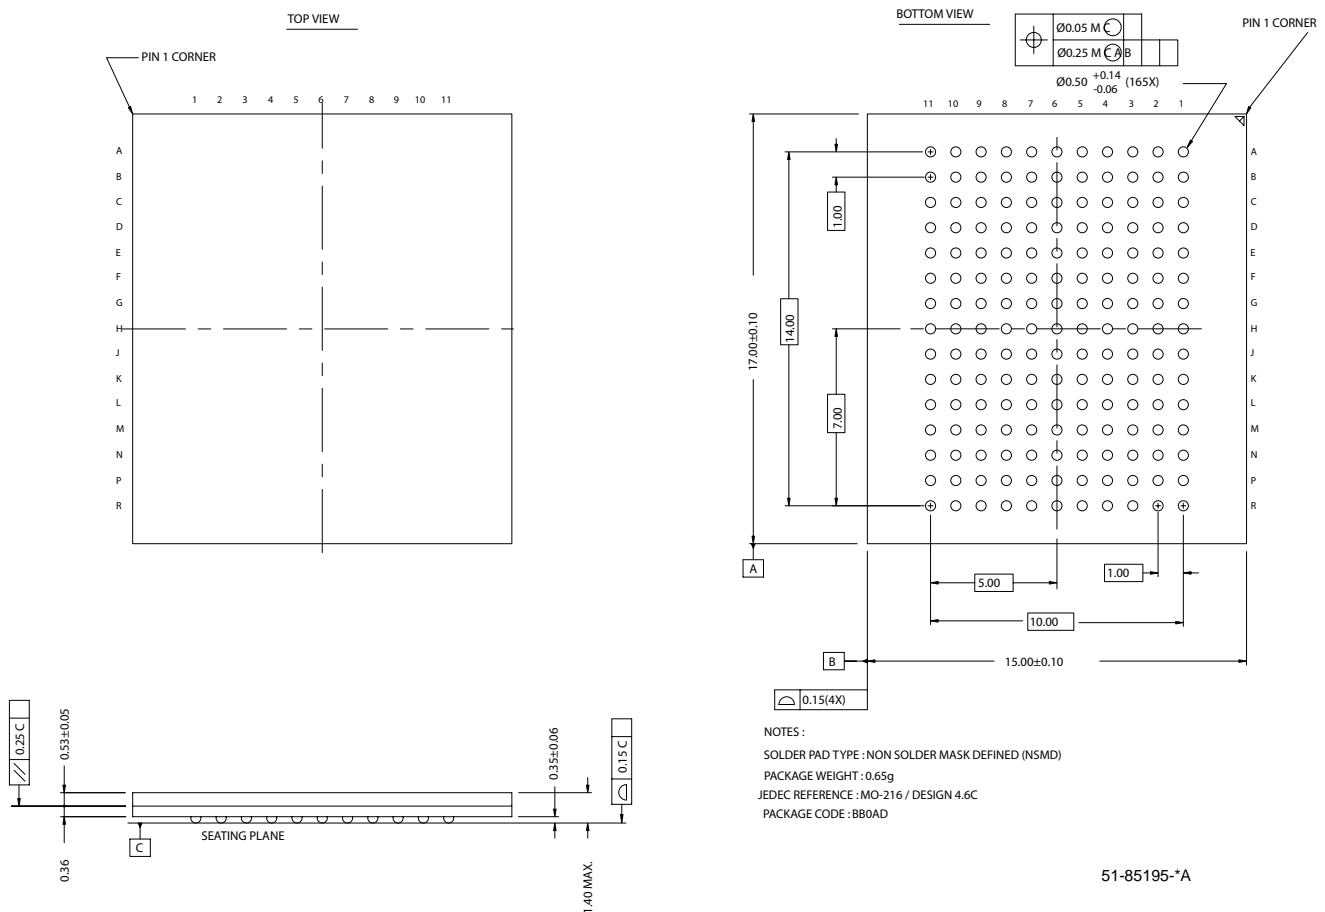 TOP VIEW
PIN 1 CORNER
1 2 3 4 5 6 7 8 9 10 11
A
B
C
D
E
F
G
H
J
K
L
M
N
P
R
BOTTOM VIEW
PIN 1 CORNER
Ø0.05 M C
Ø0.25 M C A B
Ø0.50 +0.14 -0.06 (165X)
11 10 9 8 7 6 5 4 3 2 1
A
B
C
D
E
F
G
H
J
K
L
M
N
P
R
1.00
14.00
17.00±0.10
7.00
A
5.00
1.00
10.00
B
15.00±0.10
0.15(4X)
0.25 C
0.53±0.05
0.35±0.06
0.15 C
SEATING PLANE
C
0.36
1.40 MAX.
NOTES :
SOLDER PAD TYPE : NON SOLDER MASK DEFINED (NSMD)
PACKAGE WEIGHT : 0.65g
JEDEC REFERENCE : MO-216 / DESIGN 4.6C
PACKAGE CODE : BB0AD
51-85195-*A